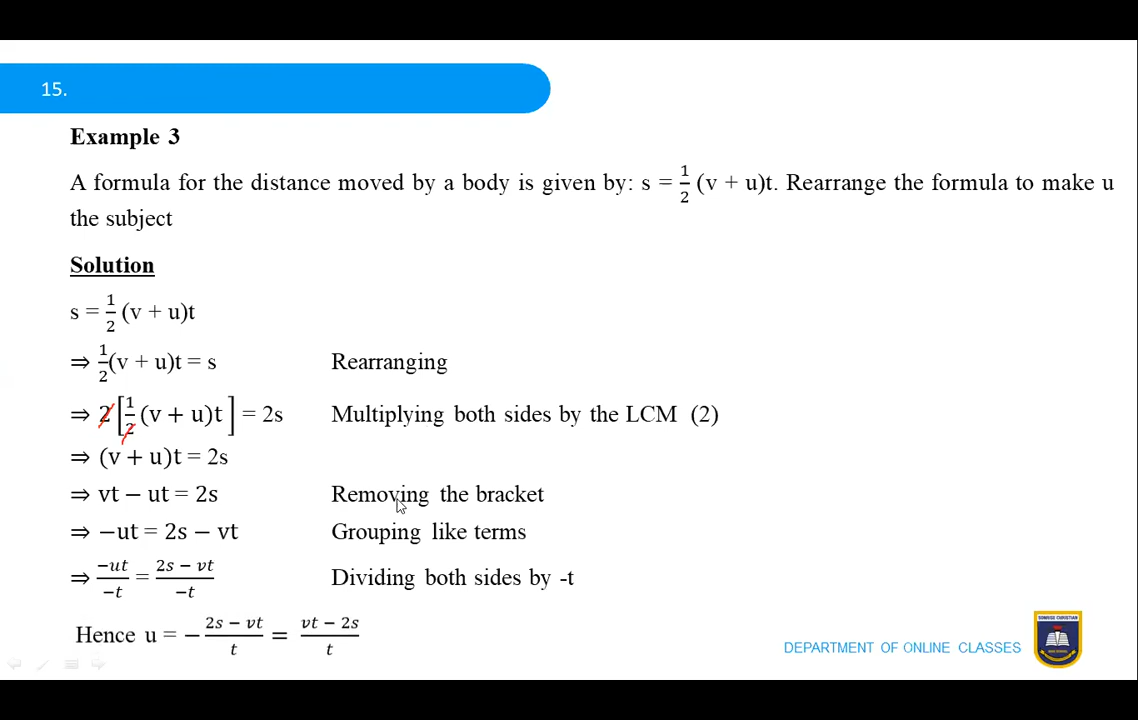 15.
Example 3
A formula for the distance moved by a body is given by: s = 1/2 (v + u)t. Rearrange the formula to make u
the subject
Solution
s = 1/2 (v + u)t
⇒ 1/2(v + u)t = s Rearranging
⇒ 2[1/2 (v + u)t] = 2s Multiplying both sides by the LCM (2)
⇒ (v + u)t = 2s
⇒ vt − ut = 2s Removing the bracket
⇒ −ut = 2s − vt Grouping like terms
⇒ −ut/−t = 2s − vt/−t Dividing both sides by -t
Hence u = − 2s − vt/t = vt − 2s/t
SUNRISE CHRISTIAN
DEPARTMENT OF ONLINE CLASSES